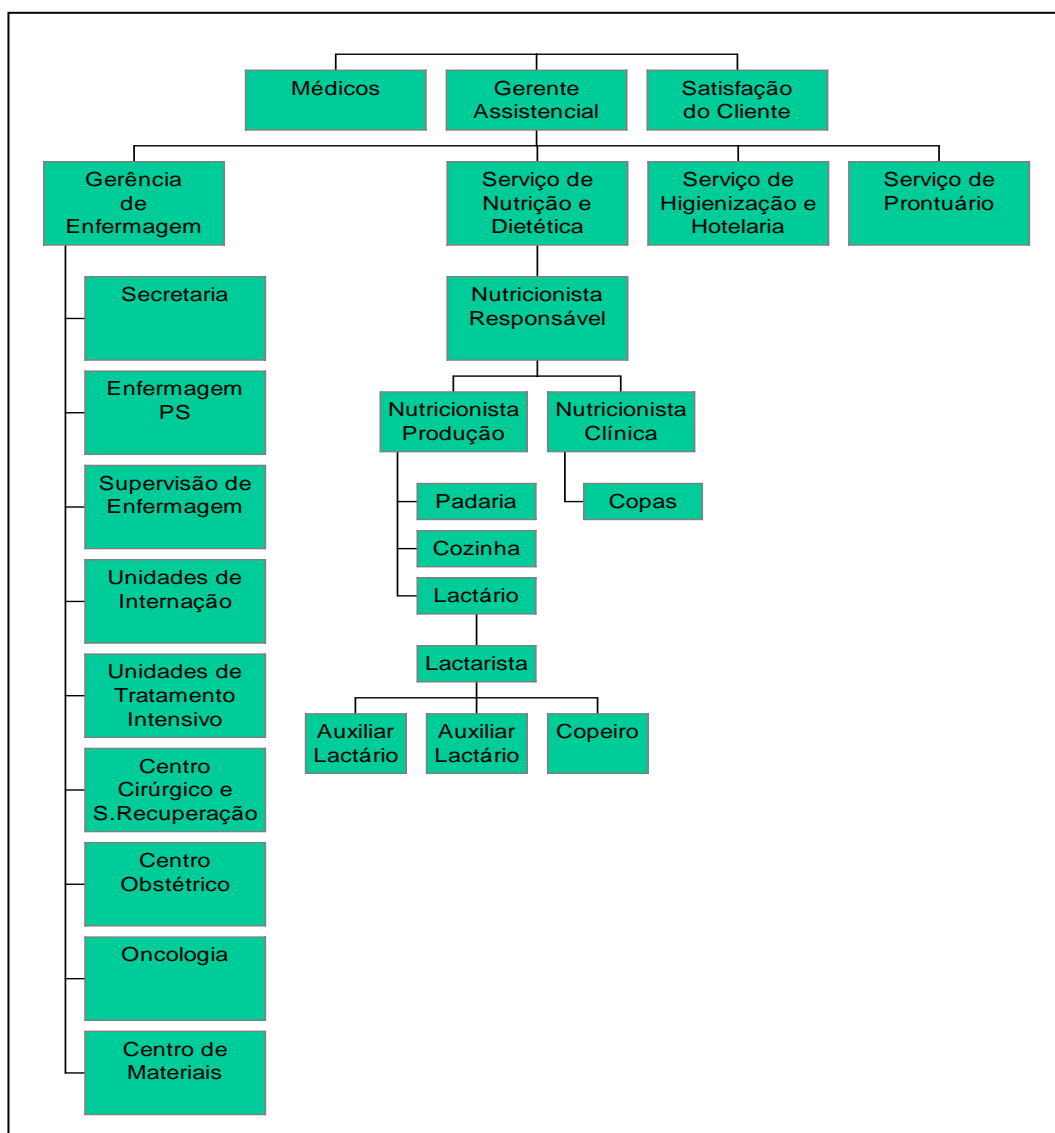 Médicos
Gerente
Assistencial
Satisfação
do Cliente
Gerência
de
Enfermagem
Serviço de
Nutrição e
Dietética
Serviço de
Higienização e
Hotelaria
Serviço de
Prontuário
Secretaria
Enfermagem
PS
Supervisão de
Enfermagem
Unidades de
Internação
Unidades de
Tratamento
Intensivo
Centro
Cirúrgico e
S.Recuperação
Centro
Obstétrico
Oncologia
Centro de
Materiais
Nutricionista
Responsável
Nutricionista
Produção
Nutricionista
Clínica
Padaria
Cozinha
Lactário
Copas
Lactarista
Auxiliar
Lactário
Auxiliar
Lactário
Copeiro